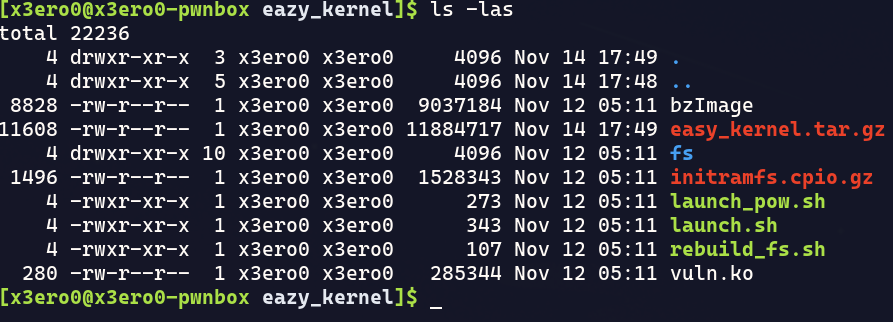 [x3ero0@x3ero0-pwnbox eazy_kernel]$ ls -las
total 22236
    4 drwxr-xr-x  3 x3ero0 x3ero0     4096 Nov 14 17:49 .
    4 drwxr-xr-x  5 x3ero0 x3ero0     4096 Nov 14 17:48 ..
 8828 -rw-r--r--  1 x3ero0 x3ero0  9037184 Nov 12 05:11 bzImage
11608 -rw-r--r--  1 x3ero0 x3ero0 11884717 Nov 14 17:49 easy_kernel.tar.gz
    4 drwxr-xr-x 10 x3ero0 x3ero0     4096 Nov 12 05:11 fs
 1496 -rw-r--r--  1 x3ero0 x3ero0  1528343 Nov 12 05:11 initramfs.cpio.gz
    4 -rwxr-xr-x  1 x3ero0 x3ero0      273 Nov 12 05:11 launch_pow.sh
    4 -rwxr-xr-x  1 x3ero0 x3ero0      343 Nov 12 05:11 launch.sh
    4 -rwxr-xr-x  1 x3ero0 x3ero0      107 Nov 12 05:11 rebuild_fs.sh
  280 -rw-r--r--  1 x3ero0 x3ero0   285344 Nov 12 05:11 vuln.ko
[x3ero0@x3ero0-pwnbox eazy_kernel]$ _